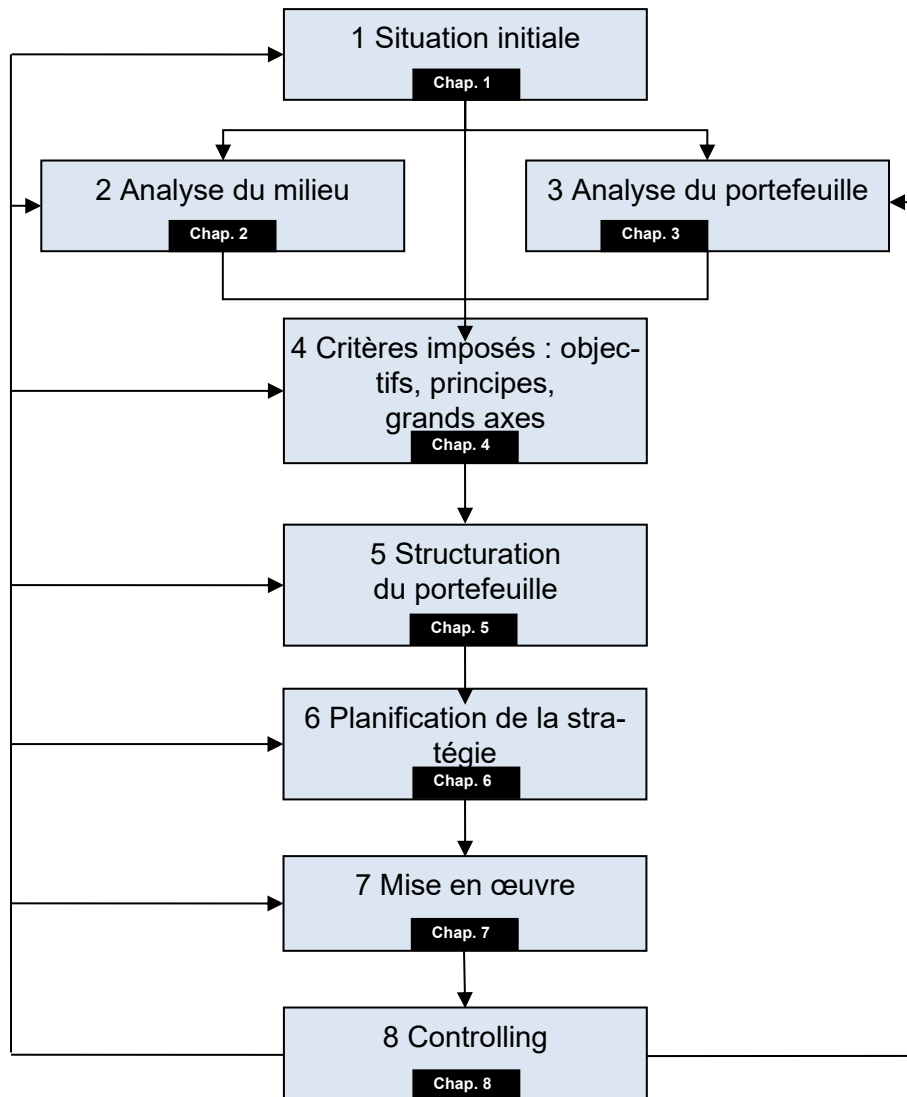 1 Situation initiale
Chap. 1
2 Analyse du milieu
Chap. 2
3 Analyse du portefeuille
Chap. 3
4 Critères imposés : objec-
tifs, principes,
grands axes
Chap. 4
5 Structuration
du portefeuille
Chap. 5
6 Planification de la stra-
tégie
Chap. 6
7 Mise en œuvre
Chap. 7
8 Controlling
Chap. 8